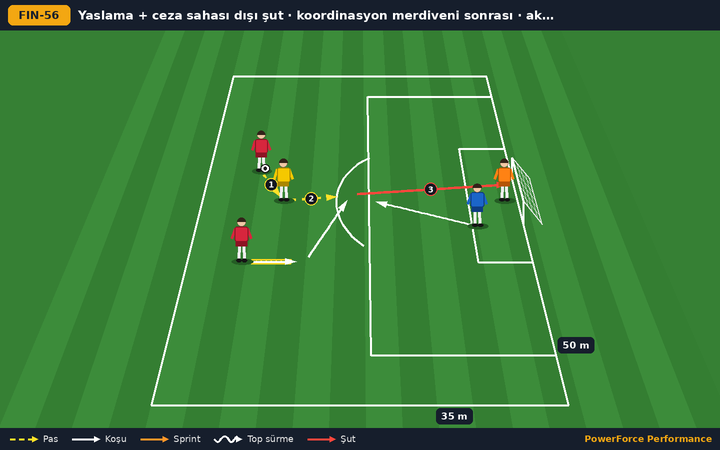 FIN-56 Yaslama + ceza sahası dışı şut · koordinasyon merdiveni sonrası · ak...
1
2
3
50 m
35 m
Pas Koşu Sprint Top sürme Şut PowerForce Performance